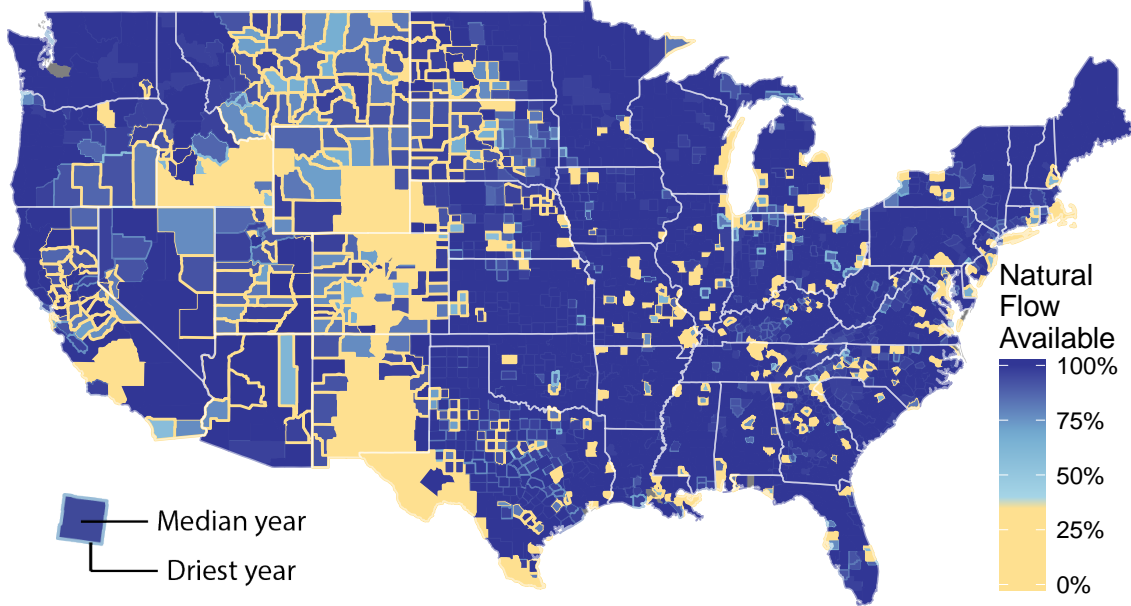 Natural
Flow
Available
100%
75%
50%
25%
0%
Median year
Driest year